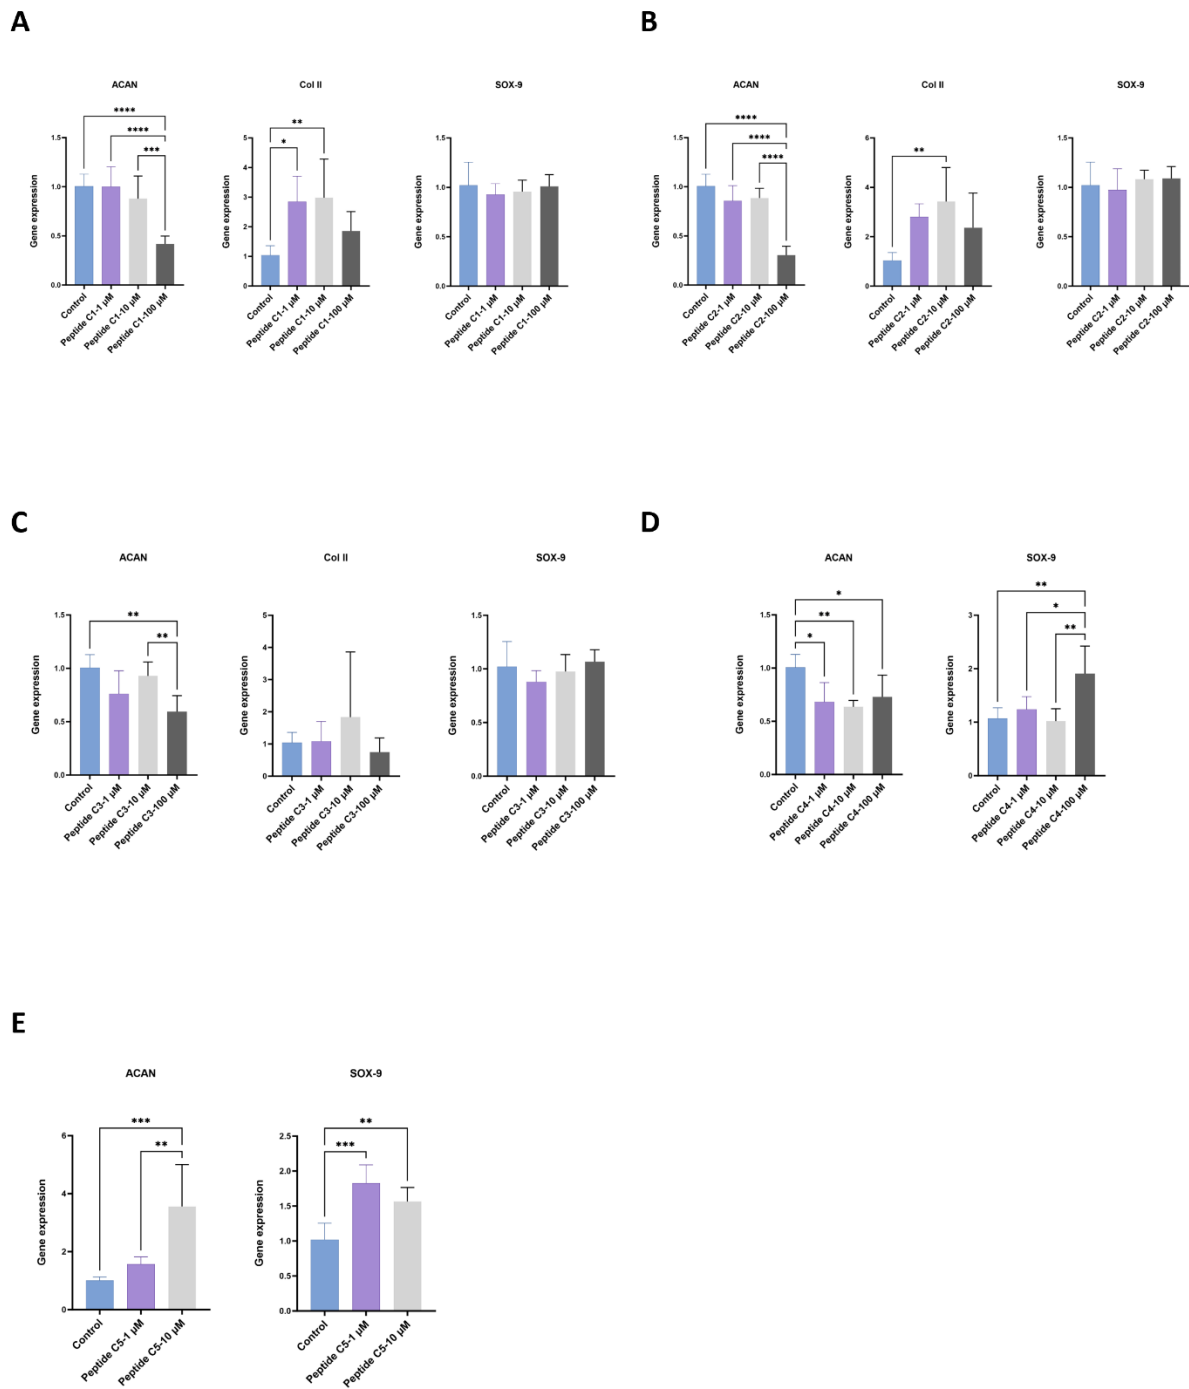 A
ACAN
Gene expression
1.5
1.0
0.5
0.0
****
****
***
Control
Peptide C1-1 µM
Peptide C1-10 µM
Peptide C1-100 µM
Col II
Gene expression
5
4
3
2
1
0
**
*
Control
Peptide C1-1 µM
Peptide C1-10 µM
Peptide C1-100 µM
SOX-9
Gene expression
1.5
1.0
0.5
0.0
Control
Peptide C1-1 µM
Peptide C1-10 µM
Peptide C1-100 µM
B
ACAN
Gene expression
1.5
1.0
0.5
0.0
****
****
****
Control
Peptide C2-1 µM
Peptide C2-10 µM
Peptide C2-100 µM
Col II
Gene expression
6
4
2
0
**
Control
Peptide C2-1 µM
Peptide C2-10 µM
Peptide C2-100 µM
SOX-9
Gene expression
1.5
1.0
0.5
0.0
Control
Peptide C2-1 µM
Peptide C2-10 µM
Peptide C2-100 µM
C
ACAN
Gene expression
1.5
1.0
0.5
0.0
**
**
Control
Peptide C3-1 µM
Peptide C3-10 µM
Peptide C3-100 µM
Col II
Gene expression
5
4
3
2
1
0
Control
Peptide C3-1 µM
Peptide C3-10 µM
Peptide C3-100 µM
SOX-9
Gene expression
1.5
1.0
0.5
0.0
Control
Peptide C3-1 µM
Peptide C3-10 µM
Peptide C3-100 µM
D
ACAN
Gene expression
1.5
1.0
0.5
0.0
*
**
*
Control
Peptide C4-1 µM
Peptide C4-10 µM
Peptide C4-100 µM
SOX-9
Gene expression
3
2
1
0
**
*
**
Control
Peptide C4-1 µM
Peptide C4-10 µM
Peptide C4-100 µM
E
ACAN
Gene expression
6
4
2
0
***
**
Control
Peptide C5-1 µM
Peptide C5-10 µM
SOX-9
Gene expression
2.5
2.0
1.5
1.0
0.5
0.0
**
***
Control
Peptide C5-1 µM
Peptide C5-10 µM